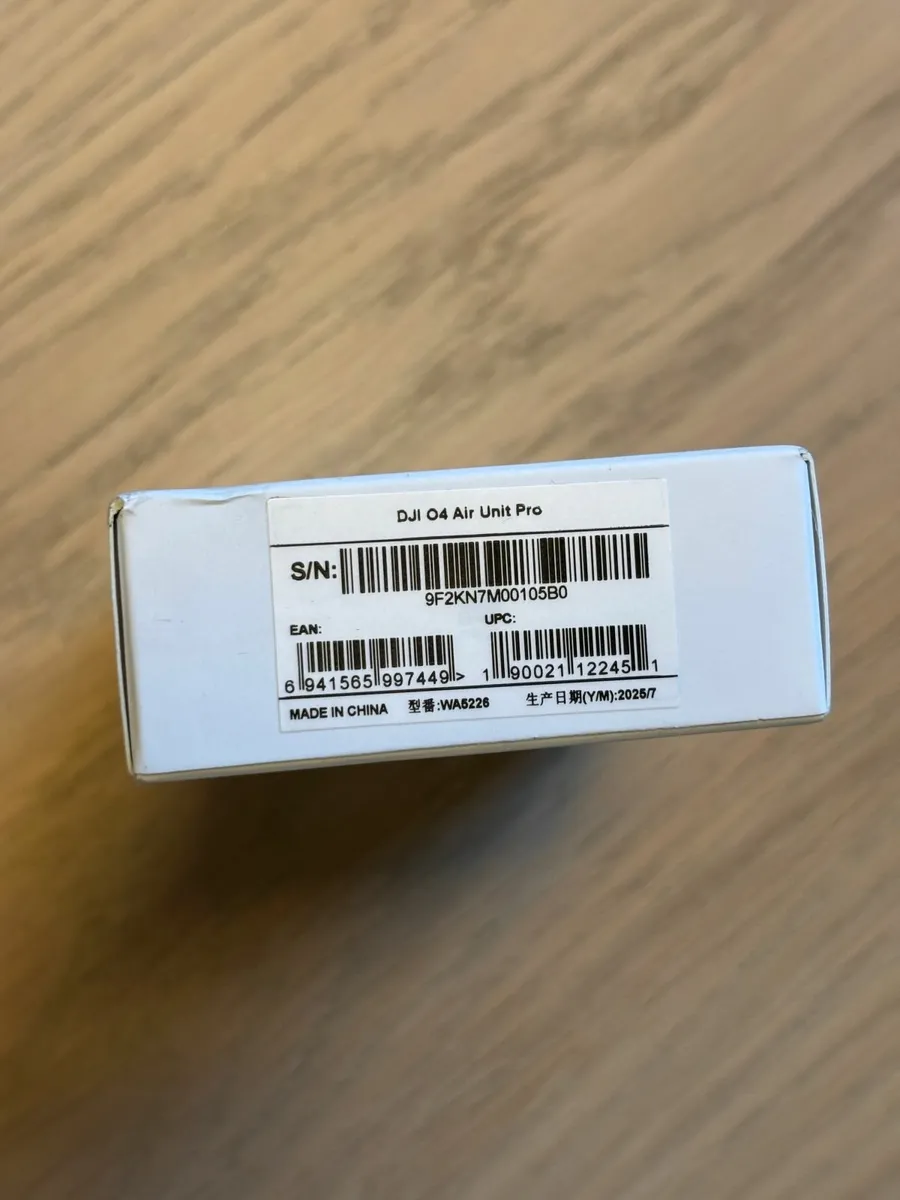 DJI O4 Air Unit Pro
S/N:
9F2KN7M00105B0
EAN: UPC:
6 941565 997449 > 1 90021 12245 1
MADE IN CHINA 型番:WA5226 生产日期(Y/M):2025/7